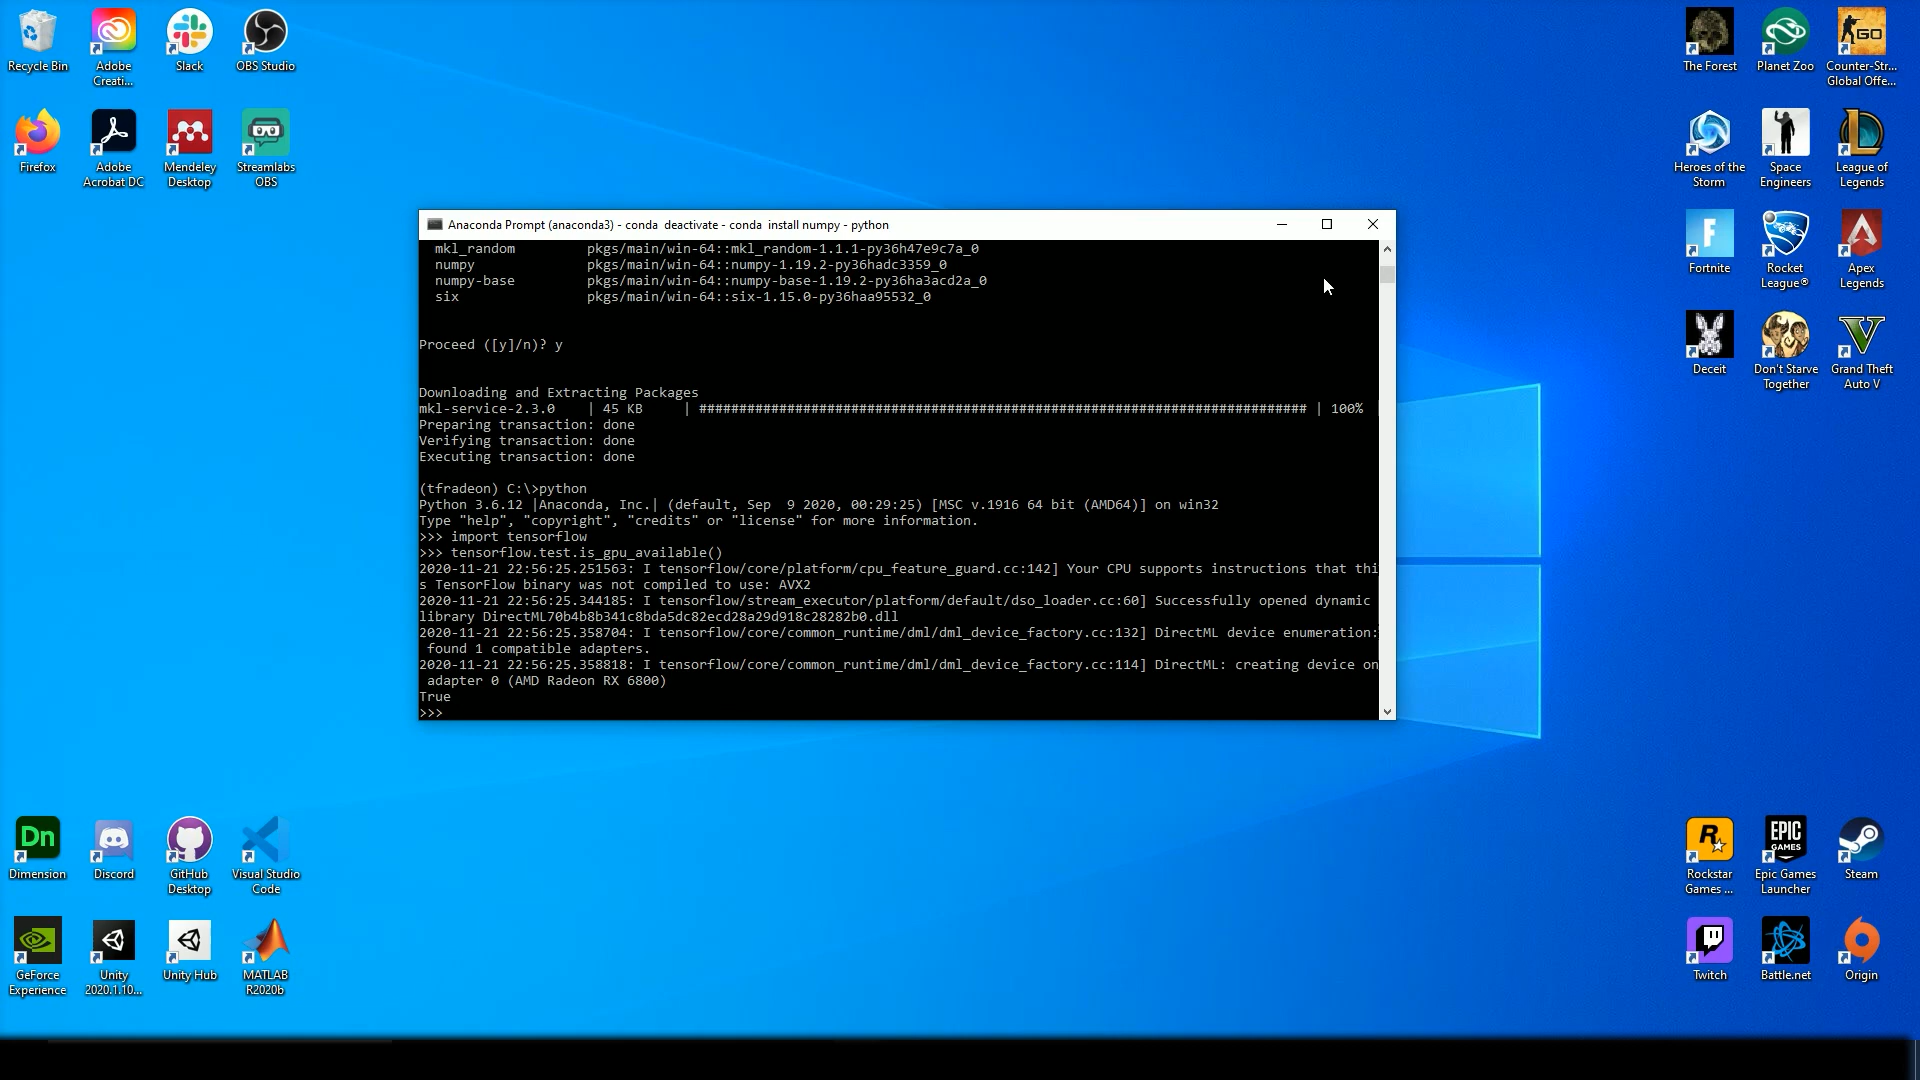 Recycle Bin
Adobe
Creati...
Slack
OBS Studio
Firefox
Adobe
Acrobat DC
Mendeley
Desktop
Streamlabs
OBS
The Forest
Planet Zoo
GO
Counter-Str...
Global Offe...
Heroes of the
Storm
Space
Engineers
League of
Legends
F
Fortnite
Rocket
League®
Apex
Legends
Deceit
Don't Starve
Together
V
Grand Theft
Auto V
Anaconda Prompt (anaconda3) - conda  deactivate - conda  install numpy - python
mkl_random         pkgs/main/win-64::mkl_random-1.1.1-py36h47e9c7a_0
numpy              pkgs/main/win-64::numpy-1.19.2-py36hadc3359_0
numpy-base         pkgs/main/win-64::numpy-base-1.19.2-py36ha3acd2a_0
six                pkgs/main/win-64::six-1.15.0-py36haa95532_0
Proceed ([y]/n)? y
Downloading and Extracting Packages
mkl-service-2.3.0    | 45 KB     | ############################################################################ | 100%
Preparing transaction: done
Verifying transaction: done
Executing transaction: done
(tfradeon) C:\>python
Python 3.6.12 |Anaconda, Inc.| (default, Sep  9 2020, 00:29:25) [MSC v.1916 64 bit (AMD64)] on win32
Type "help", "copyright", "credits" or "license" for more information.
>>> import tensorflow
>>> tensorflow.test.is_gpu_available()
2020-11-21 22:56:25.251563: I tensorflow/core/platform/cpu_feature_guard.cc:142] Your CPU supports instructions that thi
s TensorFlow binary was not compiled to use: AVX2
2020-11-21 22:56:25.344185: I tensorflow/stream_executor/platform/default/dso_loader.cc:60] Successfully opened dynamic
library DirectML70b4b8b341c8bda5dc82ecd28a29d918c28282b0.dll
2020-11-21 22:56:25.358704: I tensorflow/core/common_runtime/dml/dml_device_factory.cc:132] DirectML device enumeration:
found 1 compatible adapters.
2020-11-21 22:56:25.358818: I tensorflow/core/common_runtime/dml/dml_device_factory.cc:114] DirectML: creating device on
adapter 0 (AMD Radeon RX 6800)
True
>>>
Dn
Dimension
Discord
GitHub
Desktop
Visual Studio
Code
GeForce
Experience
Unity
2020.1.10...
Unity Hub
MATLAB
R2020b
R
Rockstar
Games ...
EPIC
GAMES
Epic Games
Launcher
Steam
Twitch
Battle.net
Origin